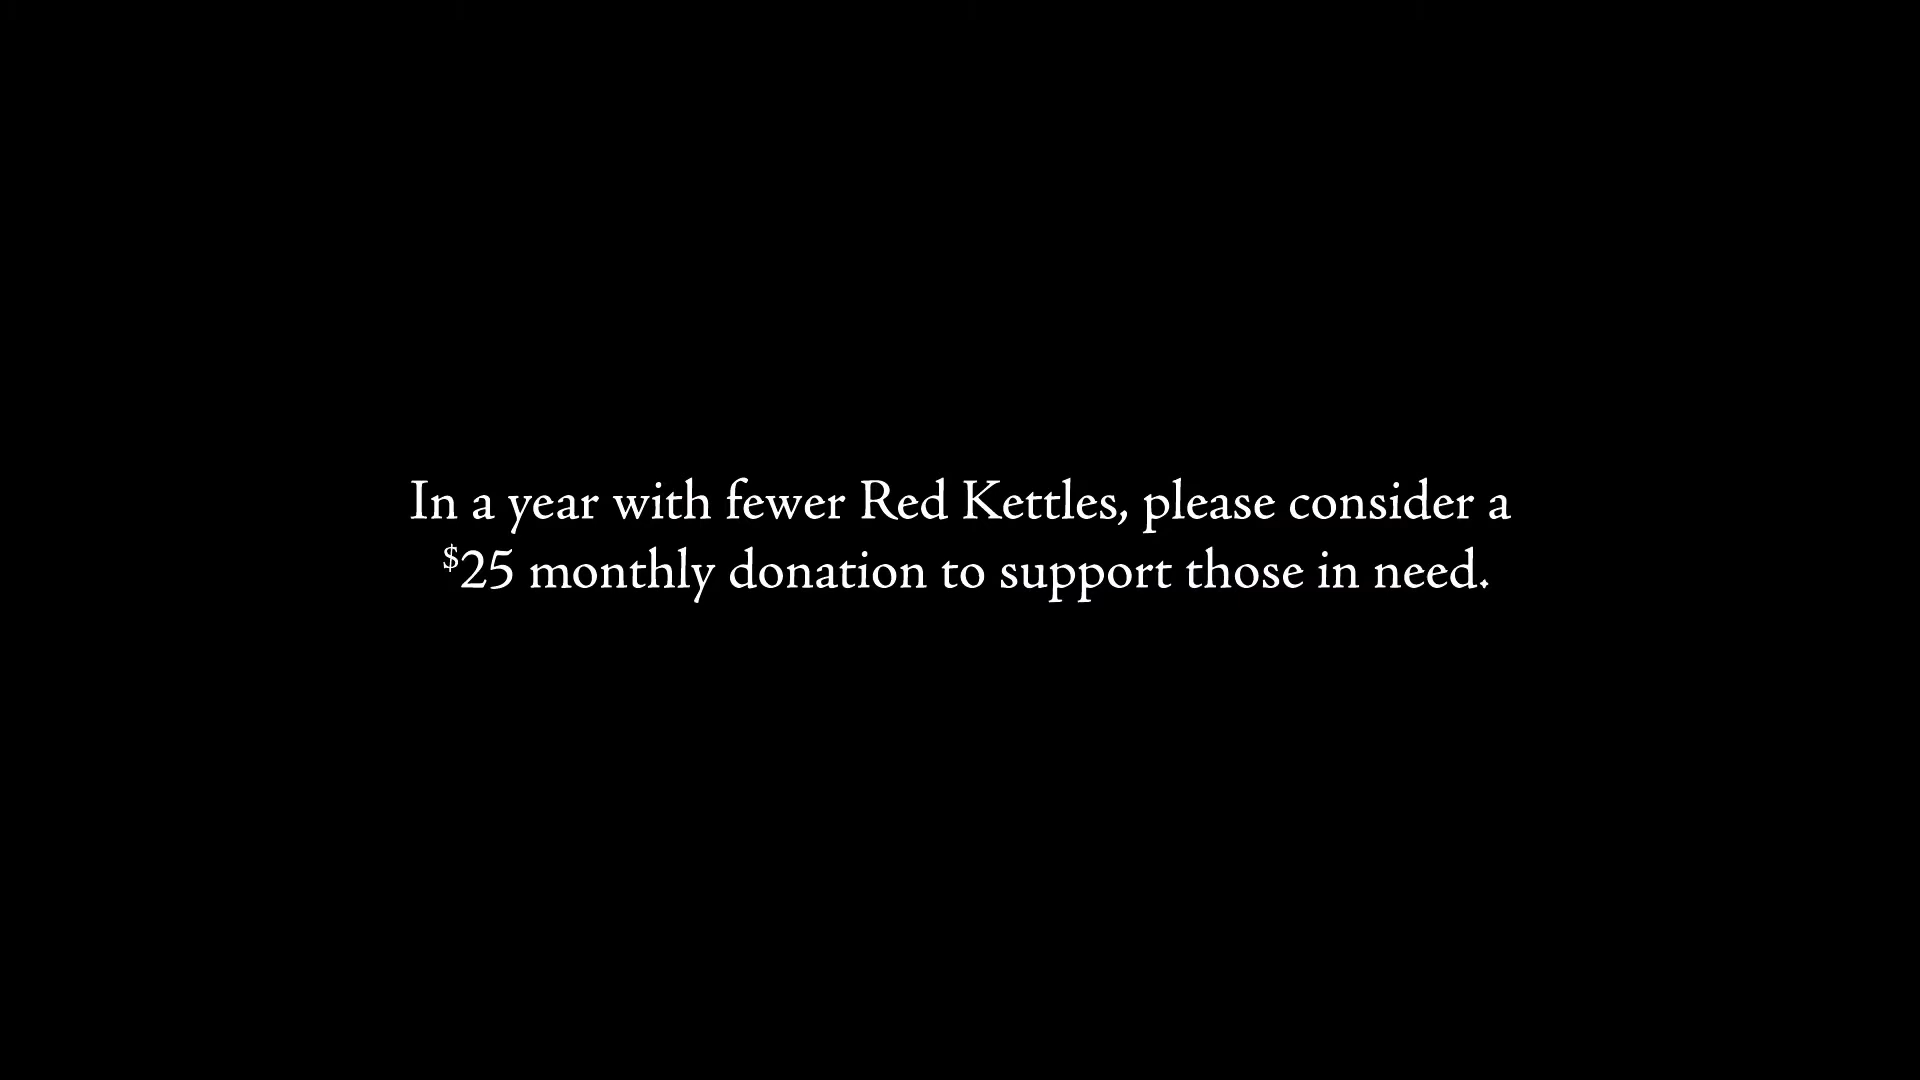 In a year with fewer Red Kettles, please consider a
$25 monthly donation to support those in need.